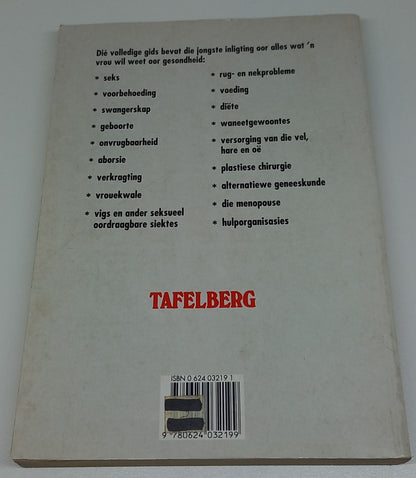 Dié volledige gids bevat die jongste inligting oor alles wat 'n
vrou wil weet oor gesondheid:
* seks
* voorbehoeding
* swangerskap
* geboorte
* onvrugbaarheid
* aborsie
* verkragting
* vrouekwale
* vigs en ander seksueel
oordraagbare siektes
* rug- en nekprobleme
* voeding
* diëte
* waneetgewoontes
* versorging van die vel,
hare en oë
* plastiese chirurgie
* alternatiewe geneeskunde
* die menopouse
* hulporganisasies
TAFELBERG
ISBN 0 624 03219 1
9 780624 032199